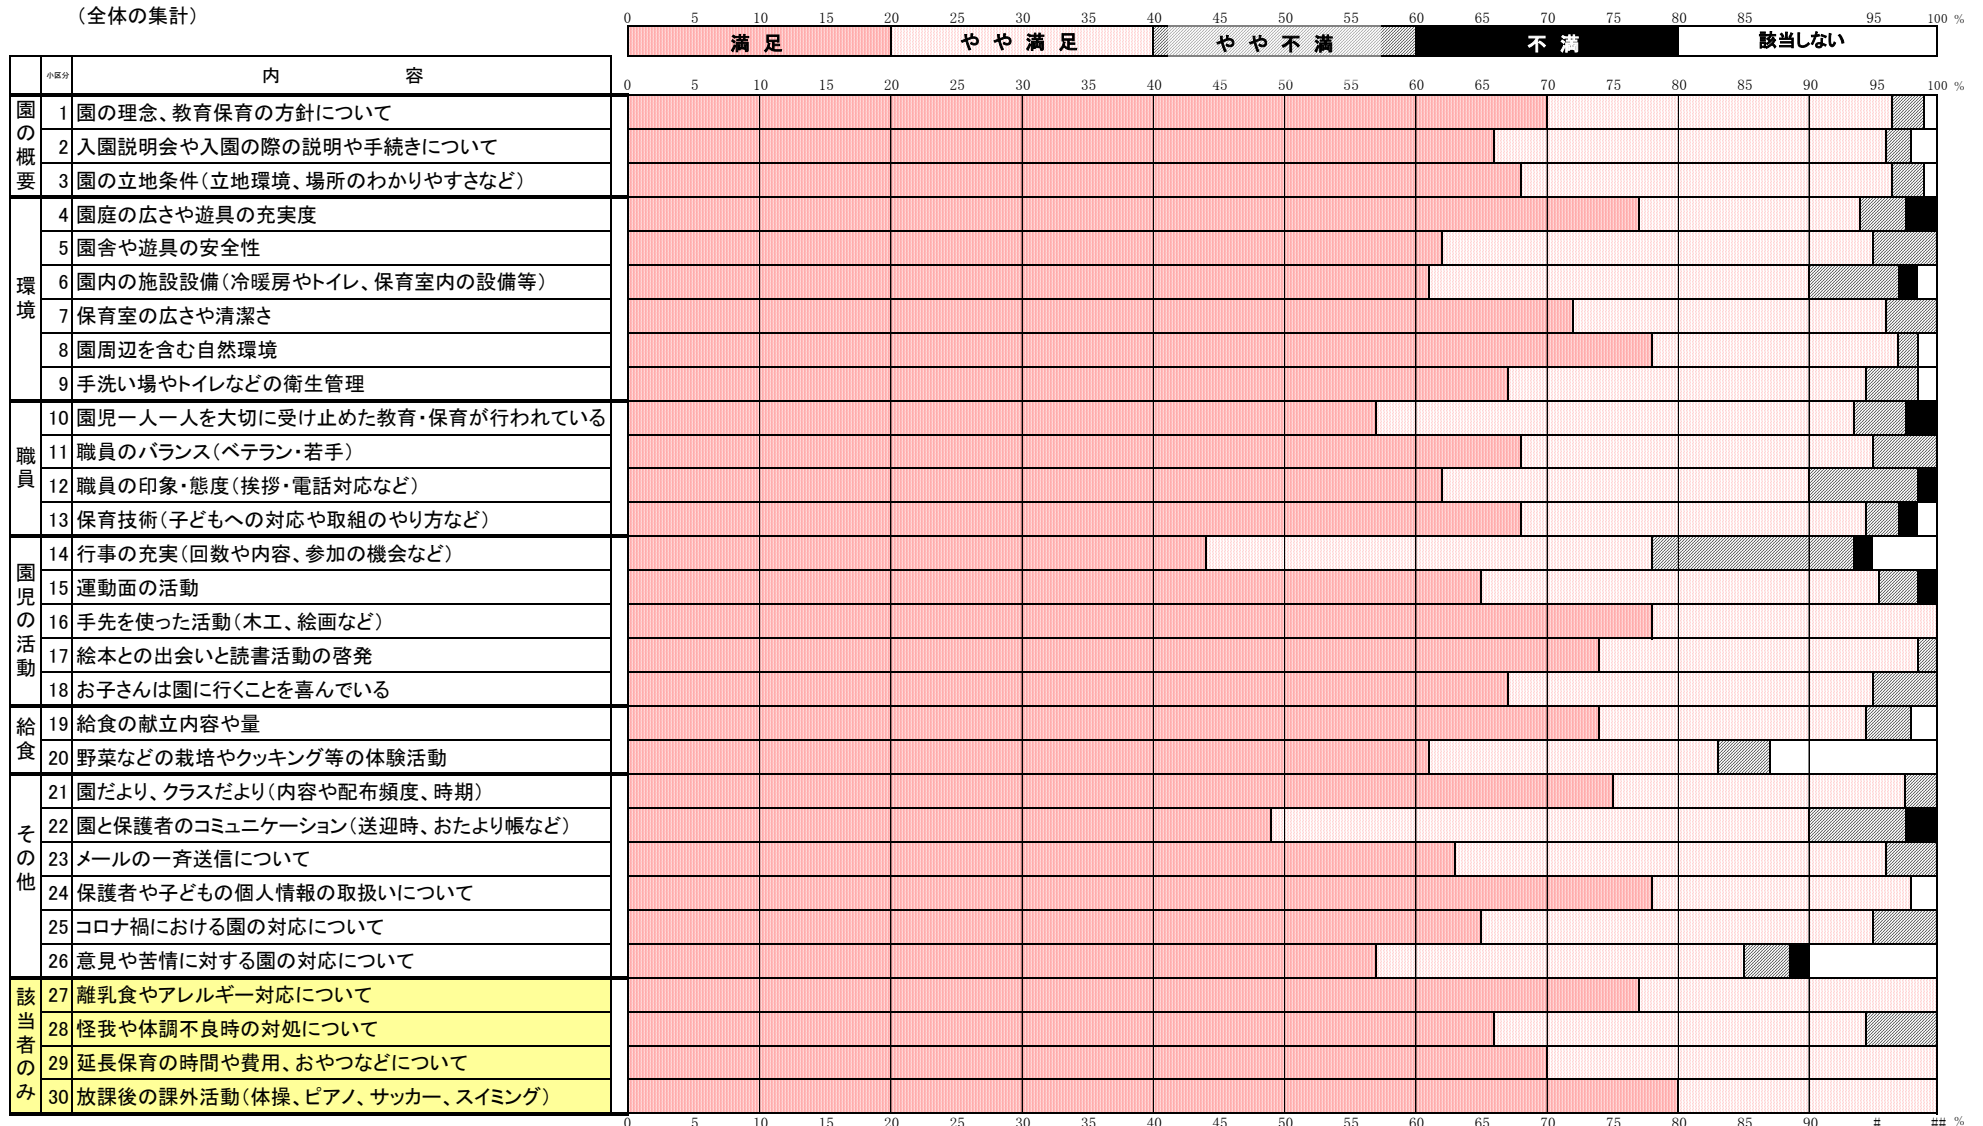 （全体の集計）
0 5 10 15 20 25 30 35 40 45 50 55 60 65 70 75 80 85 95 100 %
満 足 や や 満 足 や や 不 満 不 満 該当しない
小区分 内 容
0 5 10 15 20 25 30 35 40 45 50 55 60 65 70 75 80 85 90 95 100 %
園の概要
1 園の理念、教育保育の方針について
2 入園説明会や入園の際の説明や手続きについて
3 園の立地条件（立地環境、場所のわかりやすさなど）
環境
4 園庭の広さや遊具の充実度
5 園舎や遊具の安全性
6 園内の施設設備（冷暖房やトイレ、保育室内の設備等）
7 保育室の広さや清潔さ
8 園周辺を含む自然環境
9 手洗い場やトイレなどの衛生管理
職員
10 園児一人一人を大切に受け止めた教育・保育が行われている
11 職員のバランス（ベテラン・若手）
12 職員の印象・態度（挨拶・電話対応など）
13 保育技術（子どもへの対応や取組のやり方など）
園児の活動
14 行事の充実（回数や内容、参加の機会など）
15 運動面の活動
16 手先を使った活動（木工、絵画など）
17 絵本との出会いと読書活動の啓発
18 お子さんは園に行くことを喜んでいる
給食
19 給食の献立内容や量
20 野菜などの栽培やクッキング等の体験活動
その他
21 園だより、クラスだより（内容や配布頻度、時期）
22 園と保護者のコミュニケーション（送迎時、おたより帳など）
23 メールの一斉送信について
24 保護者や子どもの個人情報の取扱いについて
25 コロナ禍における園の対応について
26 意見や苦情に対する園の対応について
該当者のみ
27 離乳食やアレルギー対応について
28 怪我や体調不良時の対処について
29 延長保育の時間や費用、おやつなどについて
30 放課後の課外活動（体操、ピアノ、サッカー、スイミング）
0 5 10 15 20 25 30 35 40 45 50 55 60 65 70 75 80 85 90 # ## %